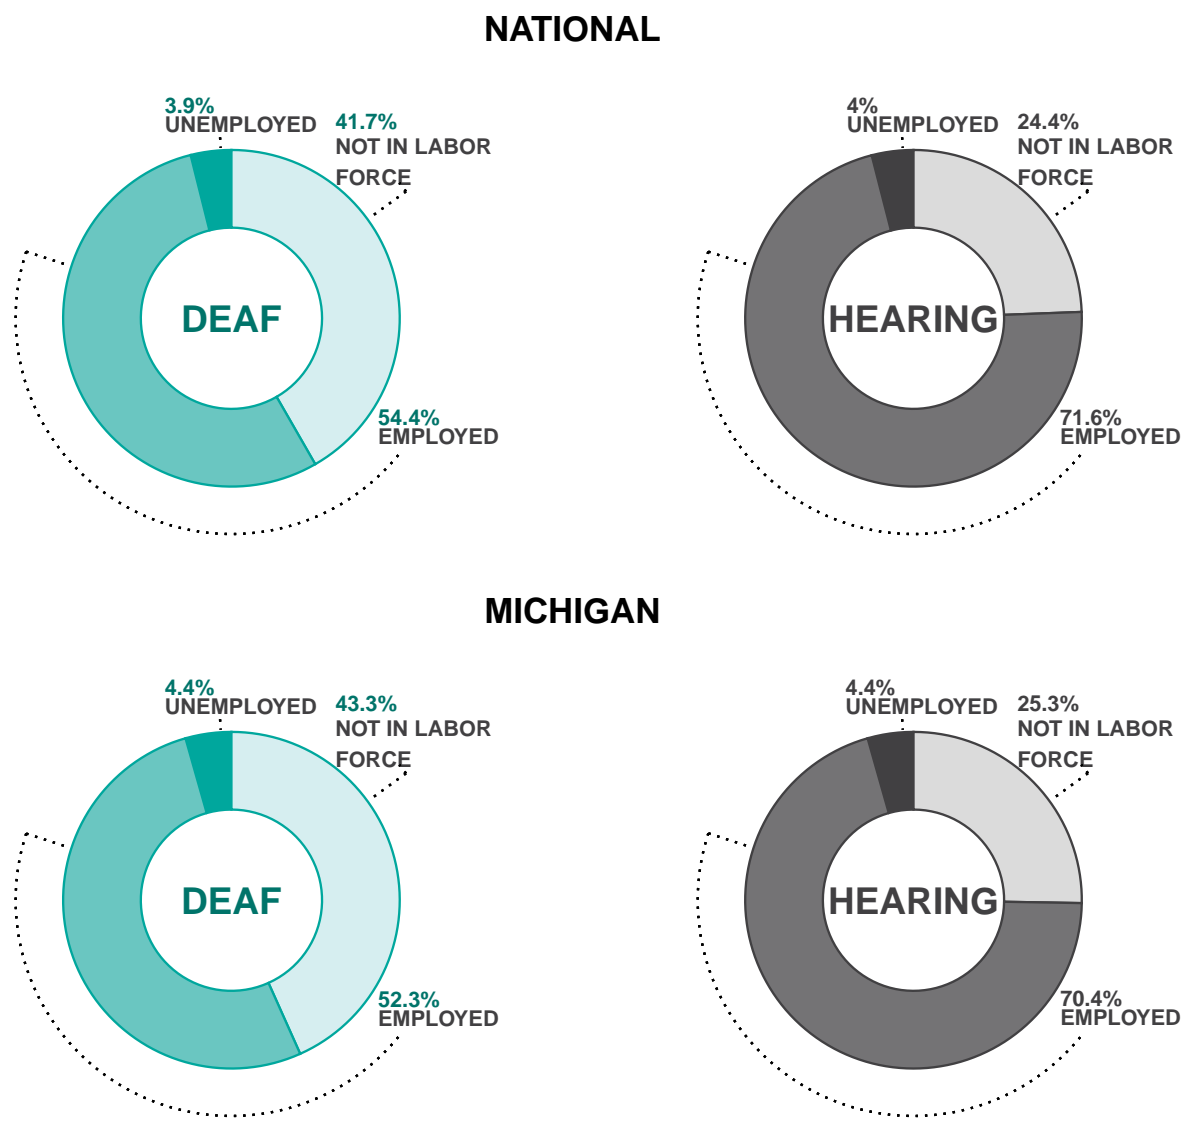 NATIONAL
3.9%
UNEMPLOYED
41.7%
NOT IN LABOR
FORCE
DEAF
54.4%
EMPLOYED
4%
UNEMPLOYED
24.4%
NOT IN LABOR
FORCE
HEARING
71.6%
EMPLOYED
MICHIGAN
4.4%
UNEMPLOYED
43.3%
NOT IN LABOR
FORCE
DEAF
52.3%
EMPLOYED
4.4%
UNEMPLOYED
25.3%
NOT IN LABOR
FORCE
HEARING
70.4%
EMPLOYED